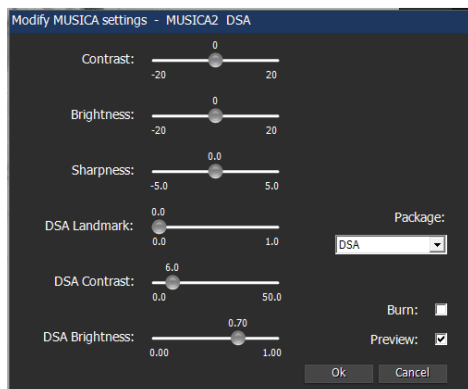 Modify MUSICA settings - MUSICA2 DSA
0
Contrast:
-20 20
0
Brightness:
-20 20
0.0
Sharpness:
-5.0 5.0
0.0
DSA Landmark:
0.0 1.0
Package:
DSA
6.0
DSA Contrast:
0.0 50.0
Burn:
0.70
DSA Brightness:
Preview:
0.00 1.00
Ok Cancel